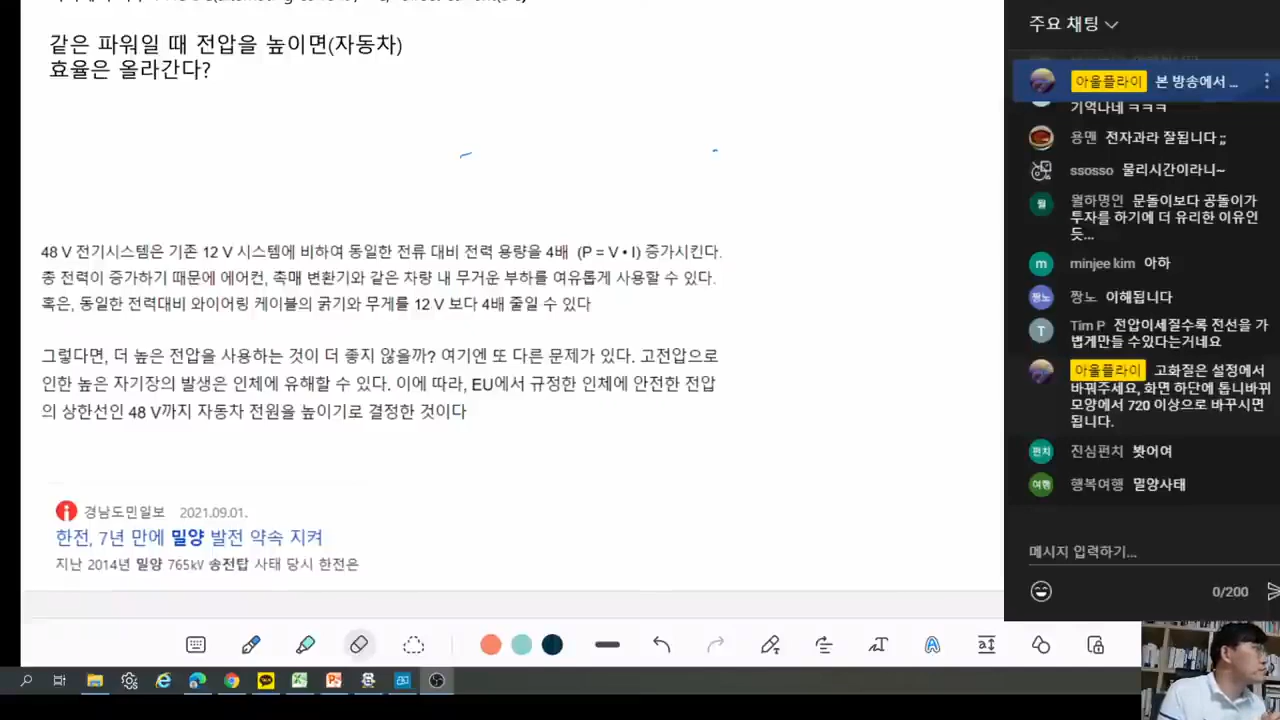 같은 파워일 때 전압을 높이면(자동차)
효율은 올라간다?
48 V 전기시스템은 기존 12 V 시스템에 비하여 동일한 전류 대비 전력 용량을 4배 (P = V • I) 증가시킨다.
총 전력이 증가하기 때문에 에어컨, 촉매 변환기와 같은 차량 내 무거운 부하를 여유롭게 사용할 수 있다.
혹은, 동일한 전력대비 와이어링 케이블의 굵기와 무게를 12 V 보다 4배 줄일 수 있다
그렇다면, 더 높은 전압을 사용하는 것이 더 좋지 않을까? 여기엔 또 다른 문제가 있다. 고전압으로
인한 높은 자기장의 발생은 인체에 유해할 수 있다. 이에 따라, EU에서 규정한 인체에 안전한 전압
의 상한선인 48 V까지 자동차 전원을 높이기로 결정한 것이다
경남도민일보 2021.09.01.
한전, 7년 만에 밀양 발전 약속 지켜
지난 2014년 밀양 765kV 송전탑 사태 당시 한전은
주요 채팅
아울플라이 본 방송에서 ...
기억나네 ㅋㅋㅋ
용맨 전자과라 잘됩니다 ;;
ssosso 물리시간이라니~
월하명인 문돌이보다 공돌이가
투자를 하기에 더 유리한 이유인
듯...
minjee kim 아하
짱노 이해됩니다
Tim P 전압이세질수록 전선을 가
볍게만들 수있다는거네요
아울플라이 고화질은 설정에서
바꿔주세요, 화면 하단에 톱니바퀴
모양에서 720 이상으로 바꾸시면
됩니다.
진심펀치 봿어여
행복여행 밀양사태
메시지 입력하기...
0/200